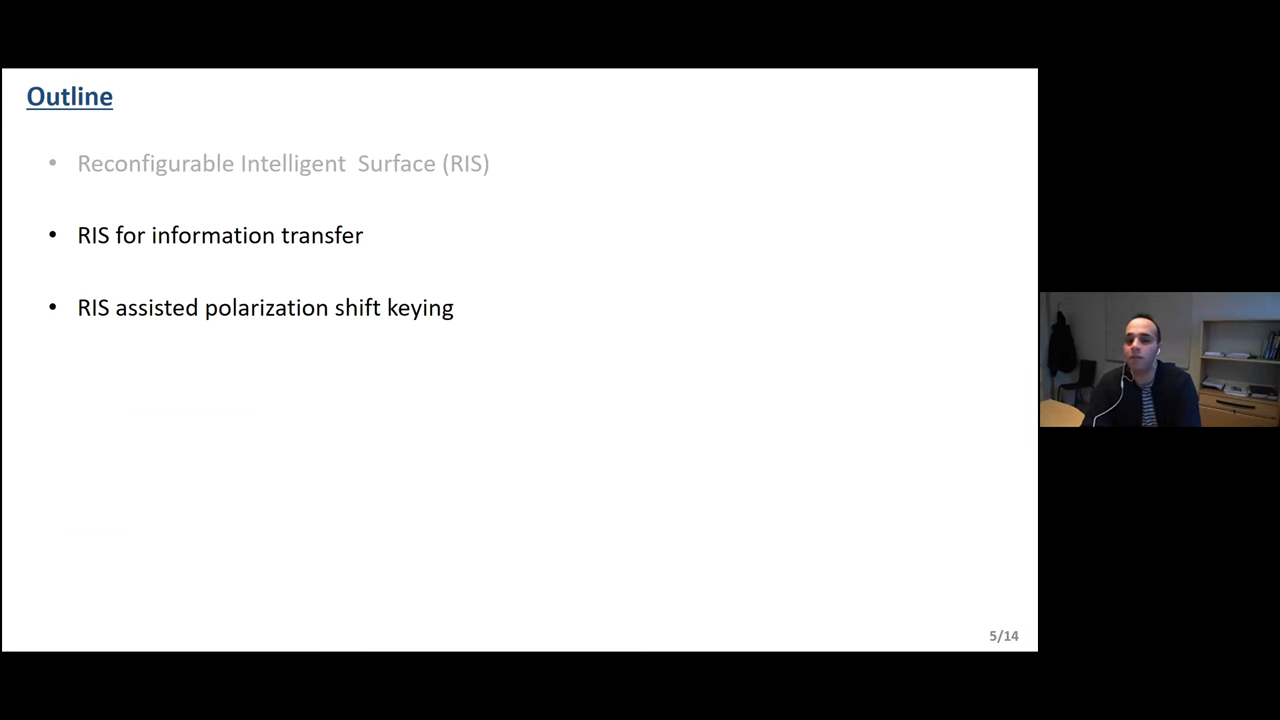 Outline
• Reconfigurable Intelligent  Surface (RIS)
• RIS for information transfer
• RIS assisted polarization shift keying
5/14